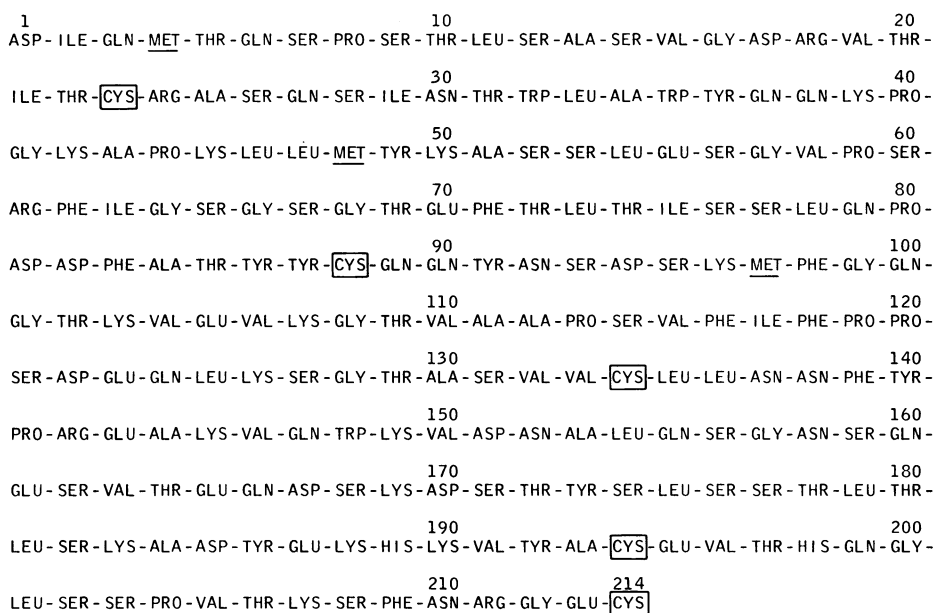 1 10 20
ASP-ILE-GLN-MET-THR-GLN-SER-PRO-SER-THR-LEU-SER-ALA-SER-VAL-GLY-ASP-ARG-VAL-THR-
30 40
ILE-THR-CYS-ARG-ALA-SER-GLN-SER-ILE-ASN-THR-TRP-LEU-ALA-TRP-TYR-GLN-GLN-LYS-PRO-
50 60
GLY-LYS-ALA-PRO-LYS-LEU-LEU-MET-TYR-LYS-ALA-SER-SER-LEU-GLU-SER-GLY-VAL-PRO-SER-
70 80
ARG-PHE-ILE-GLY-SER-GLY-SER-GLY-THR-GLU-PHE-THR-LEU-THR-ILE-SER-SER-LEU-GLN-PRO-
90 100
ASP-ASP-PHE-ALA-THR-TYR-TYR-CYS-GLN-GLN-TYR-ASN-SER-ASP-SER-LYS-MET-PHE-GLY-GLN-
110 120
GLY-THR-LYS-VAL-GLU-VAL-LYS-GLY-THR-VAL-ALA-ALA-PRO-SER-VAL-PHE-ILE-PHE-PRO-PRO-
130 140
SER-ASP-GLU-GLN-LEU-LYS-SER-GLY-THR-ALA-SER-VAL-VAL-CYS-LEU-LEU-ASN-ASN-PHE-TYR-
150 160
PRO-ARG-GLU-ALA-LYS-VAL-GLN-TRP-LYS-VAL-ASP-ASN-ALA-LEU-GLN-SER-GLY-ASN-SER-GLN-
170 180
GLU-SER-VAL-THR-GLU-GLN-ASP-SER-LYS-ASP-SER-THR-TYR-SER-LEU-SER-SER-THR-LEU-THR-
190 200
LEU-SER-LYS-ALA-ASP-TYR-GLU-LYS-HIS-LYS-VAL-TYR-ALA-CYS-GLU-VAL-THR-HIS-GLN-GLY-
210 214
LEU-SER-SER-PRO-VAL-THR-LYS-SER-PHE-ASN-ARG-GLY-GLU-CYS